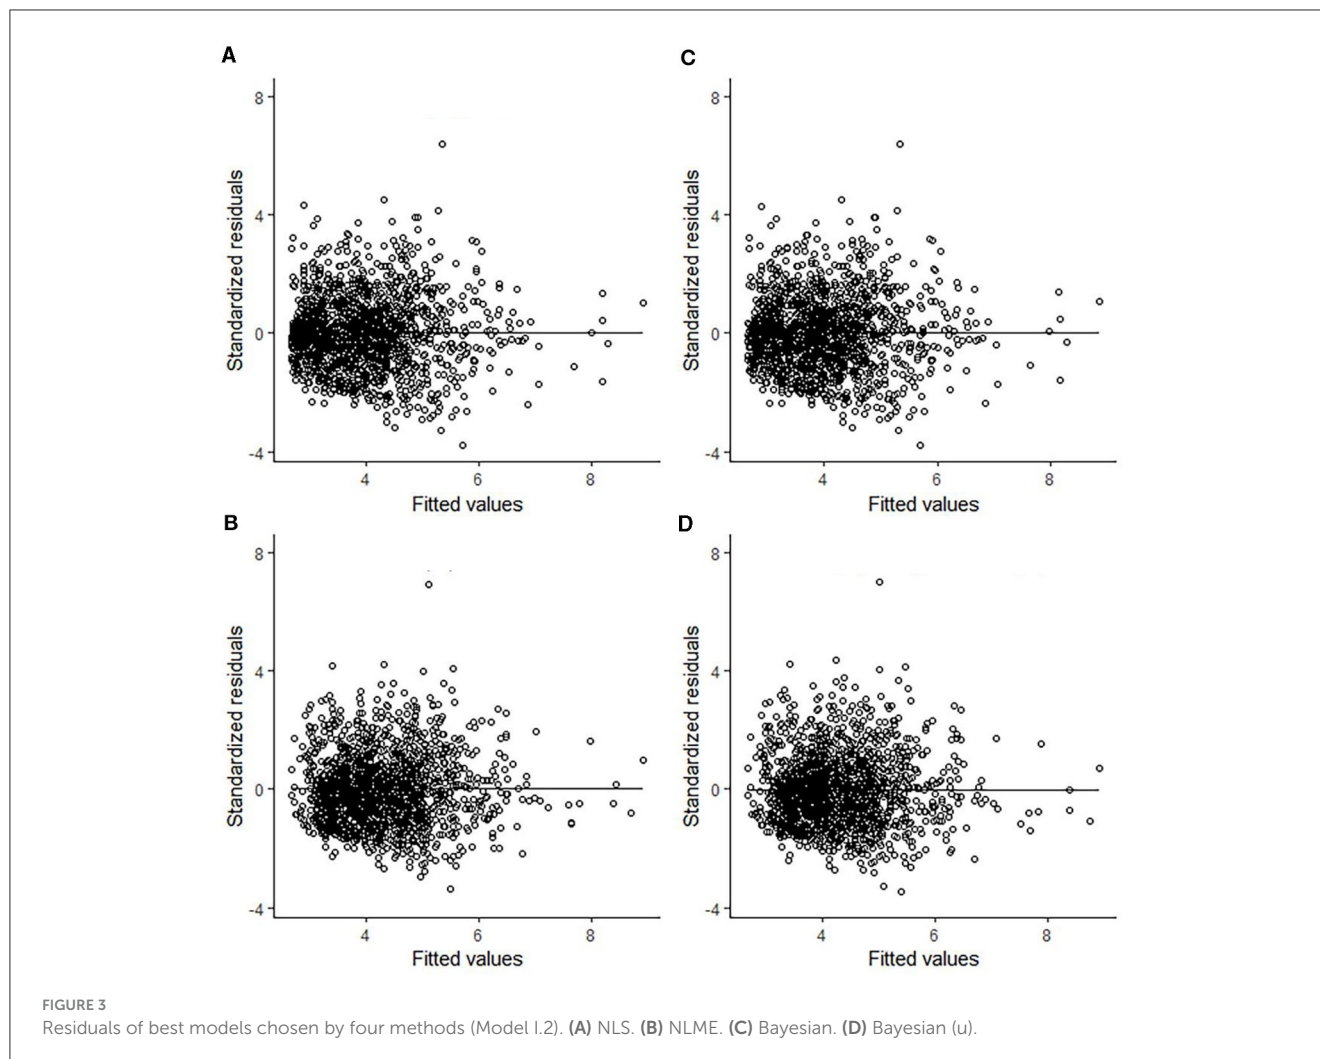 A
8
4
0
-4
Standardized residuals
4 6 8
Fitted values
C
8
4
0
-4
Standardized residuals
4 6 8
Fitted values
B
8
4
0
-4
Standardized residuals
4 6 8
Fitted values
D
8
4
0
-4
Standardized residuals
4 6 8
Fitted values
FIGURE 3
Residuals of best models chosen by four methods (Model I.2). (A) NLS. (B) NLME. (C) Bayesian. (D) Bayesian (u).